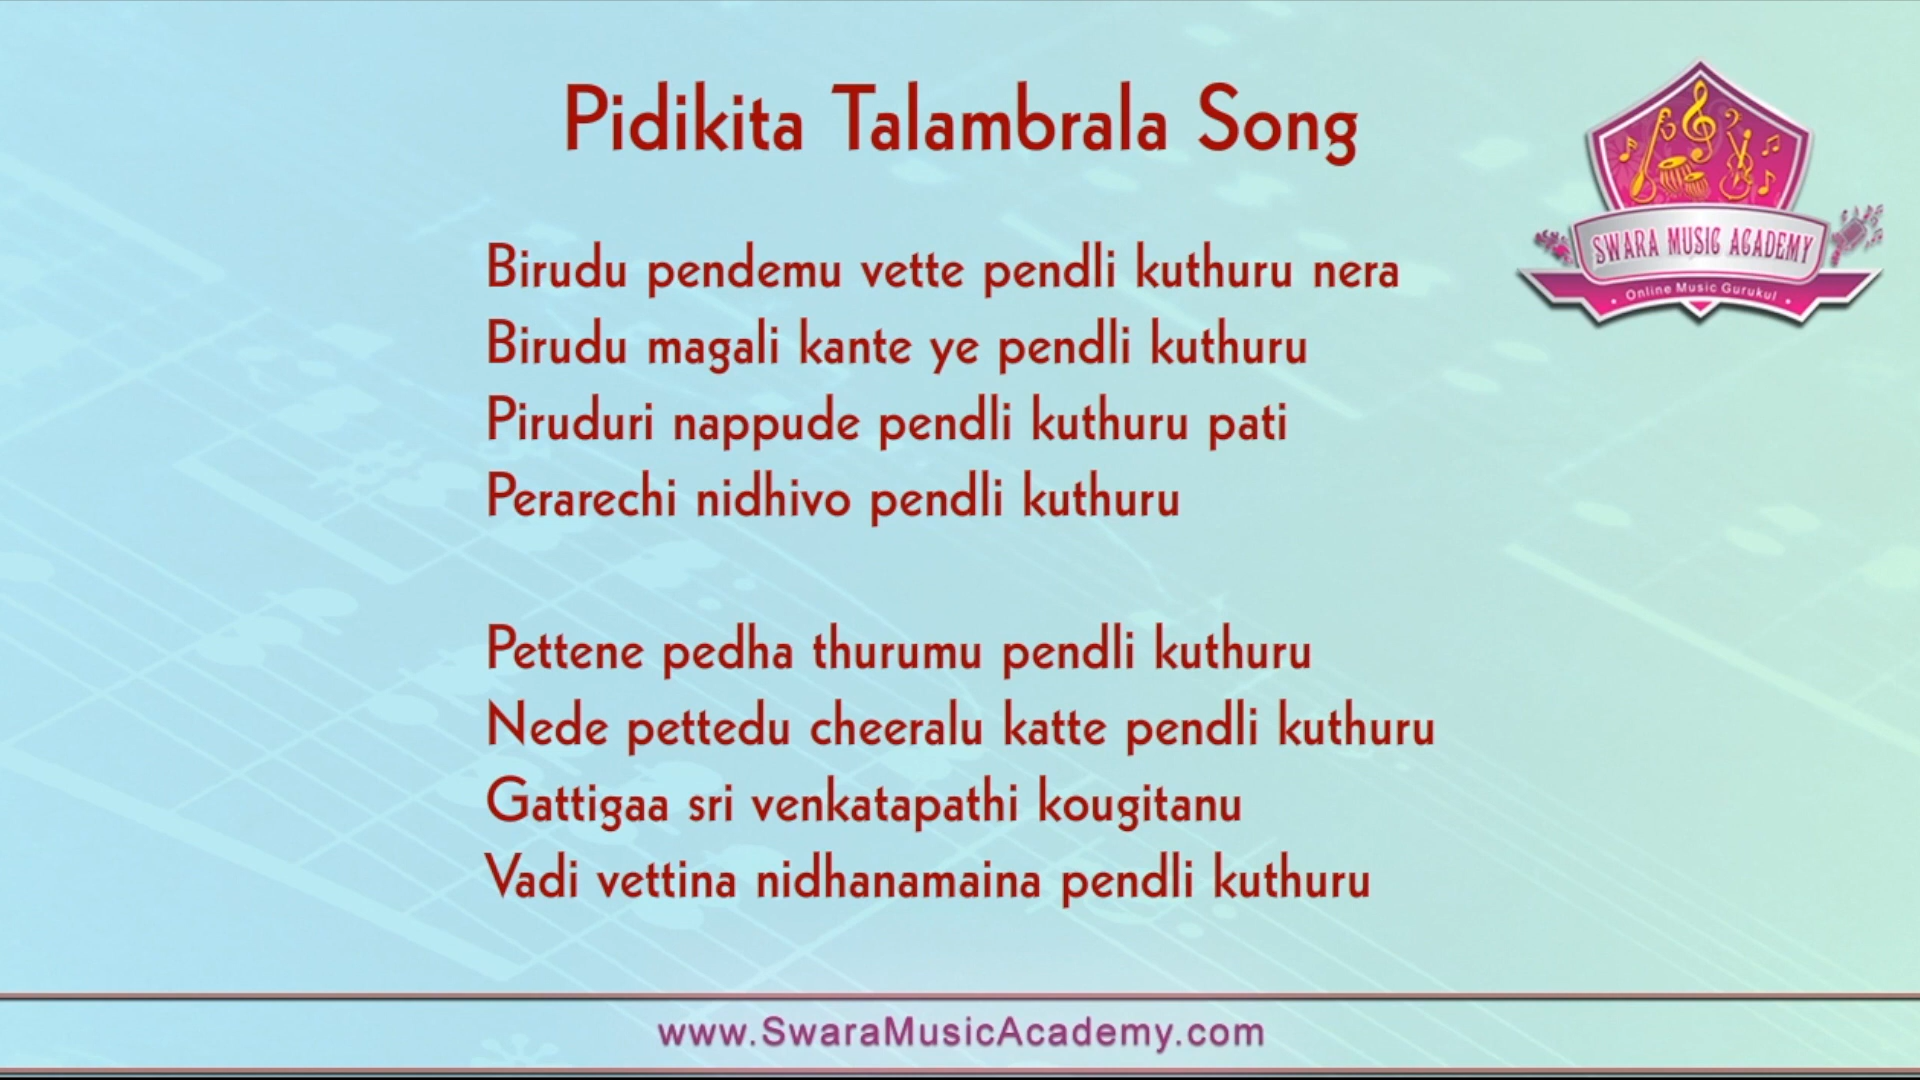 Pidikita Talambrala Song
SWARA MUSIC ACADEMY
Online Music Gurukul
Birudu pendemu vette pendli kuthuru nera
Birudu magali kante ye pendli kuthuru
Piruduri nappude pendli kuthuru pati
Perarechi nidhivo pendli kuthuru
Pettene pedha thurumu pendli kuthuru
Nede pettedu cheeralu katte pendli kuthuru
Gattigaa sri venkatapathi kougitanu
Vadi vettina nidhanamaina pendli kuthuru
www.SwaraMusicAcademy.com